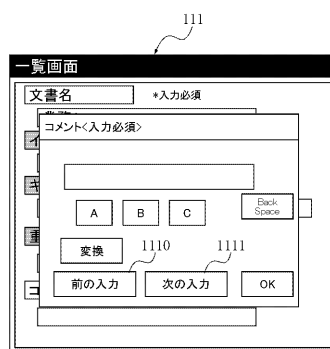 111
一覧画面
文書名 *入力必須
コメント<入力必須>
A B C
Back
Space
変換
1110 1111
前の入力 次の入力 OK